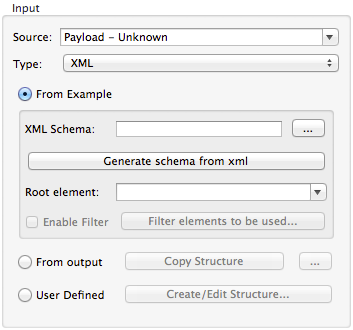 Input
Source: Payload – Unknown
Type: XML
From Example
XML Schema: ...
Generate schema from xml
Root element:
Enable Filter Filter elements to be used...
From output Copy Structure ...
User Defined Create/Edit Structure...